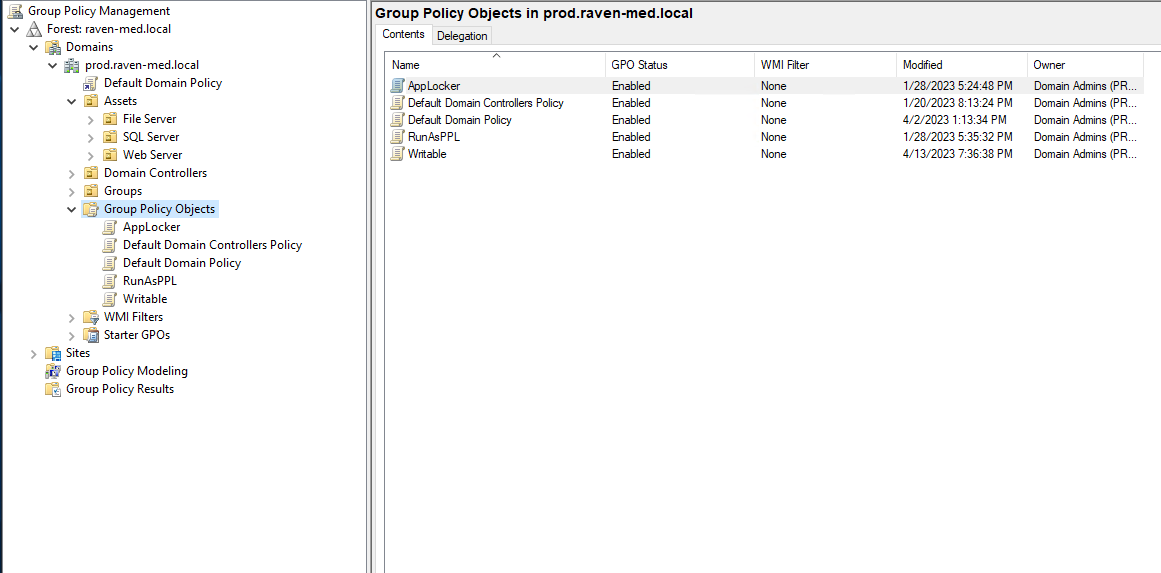 Group Policy Management
Forest: raven-med.local
Domains
prod.raven-med.local
Default Domain Policy
Assets
File Server
SQL Server
Web Server
Domain Controllers
Groups
Group Policy Objects
AppLocker
Default Domain Controllers Policy
Default Domain Policy
RunAsPPL
Writable
WMI Filters
Starter GPOs
Sites
Group Policy Modeling
Group Policy Results
Group Policy Objects in prod.raven-med.local
Contents Delegation
Name GPO Status WMI Filter Modified Owner
AppLocker Enabled None 1/28/2023 5:24:48 PM Domain Admins (PR...
Default Domain Controllers Policy Enabled None 1/20/2023 8:13:24 PM Domain Admins (PR...
Default Domain Policy Enabled None 4/2/2023 1:13:34 PM Domain Admins (PR...
RunAsPPL Enabled None 1/28/2023 5:35:32 PM Domain Admins (PR...
Writable Enabled None 4/13/2023 7:36:38 PM Domain Admins (PR...